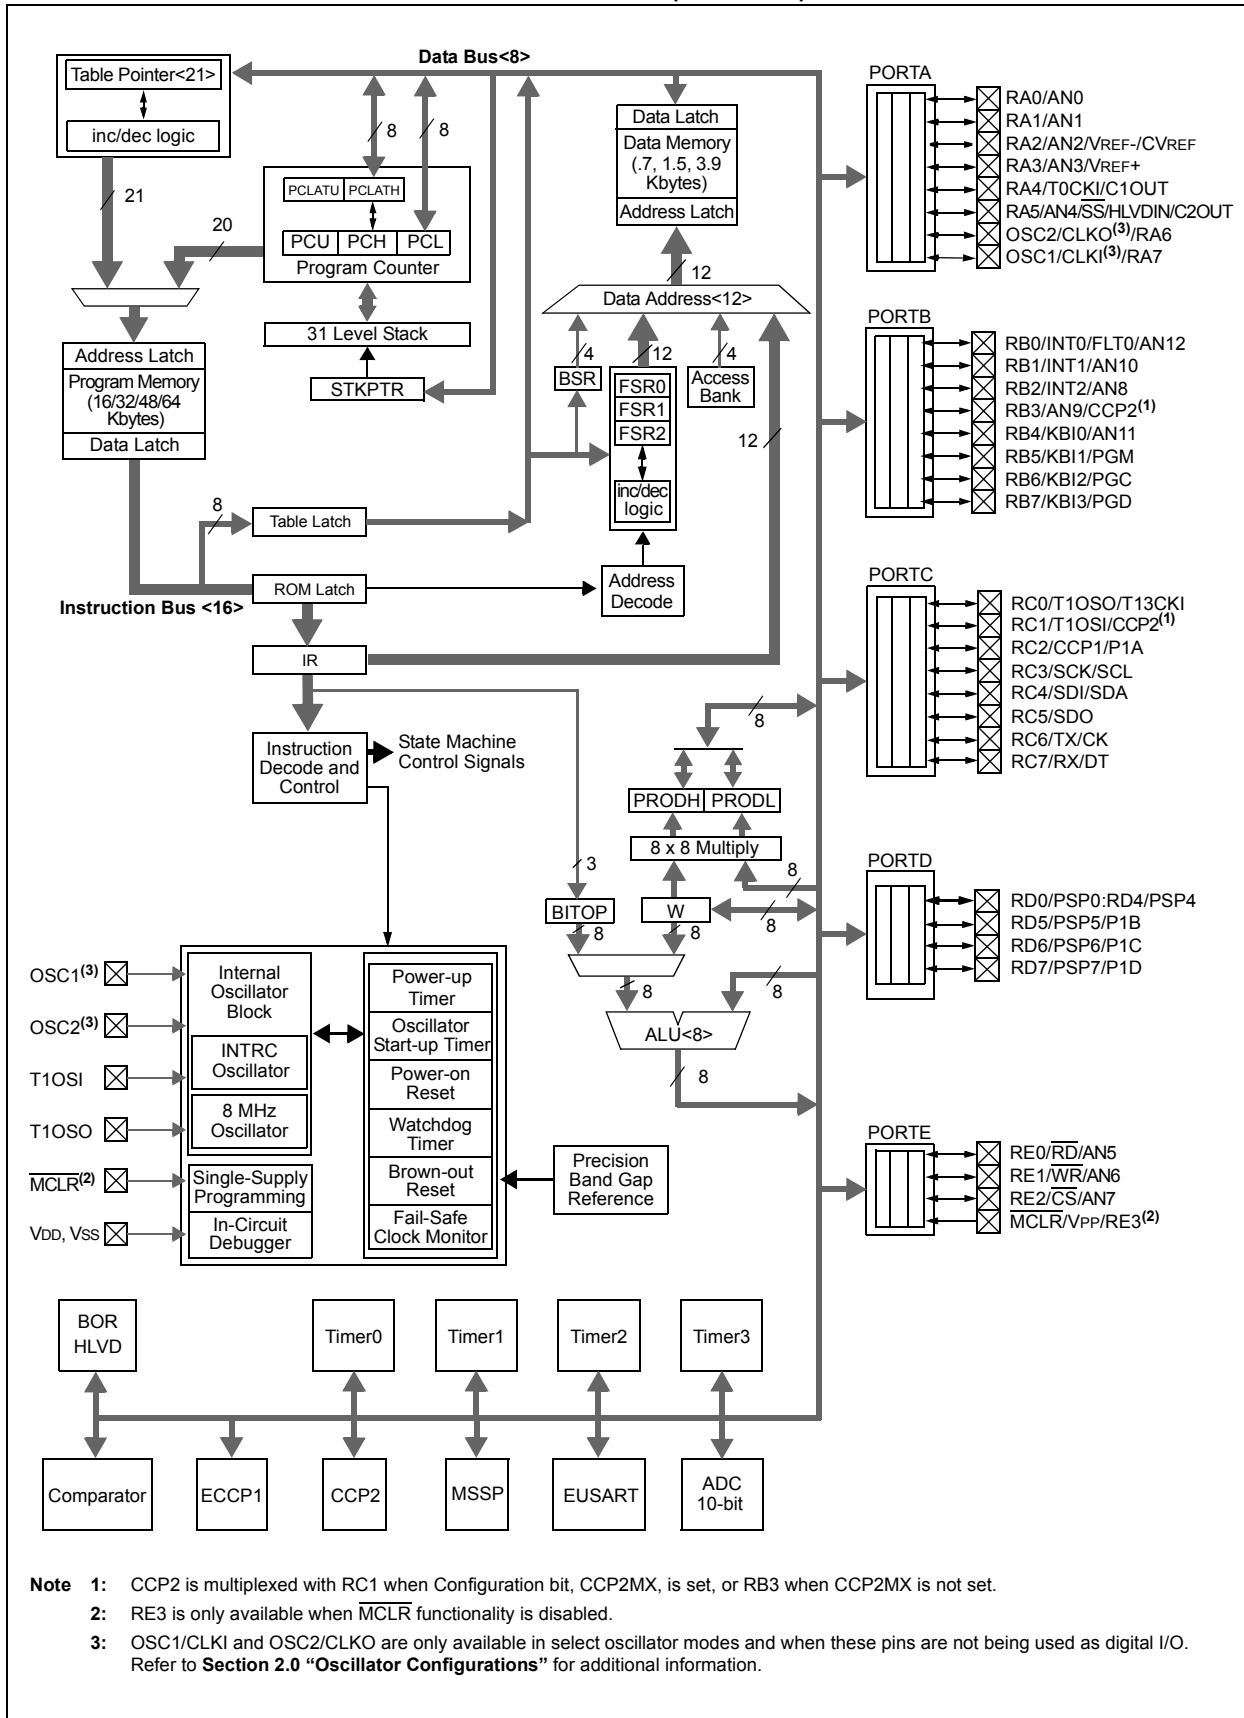 Data Bus<8>
Table Pointer<21>
inc/dec logic
21
20
8
8
PCLATU
PCLATH
PCU
PCH
PCL
Program Counter
31 Level Stack
STKPTR
Data Latch
Data Memory
(.7, 1.5, 3.9
Kbytes)
Address Latch
12
Data Address<12>
4
12
4
BSR
FSR0
FSR1
FSR2
inc/dec
logic
Access
Bank
12
Address Latch
Program Memory
(16/32/48/64
Kbytes)
Data Latch
8
Table Latch
ROM Latch
Instruction Bus <16>
Address
Decode
IR
Instruction
Decode and
Control
State Machine
Control Signals
8
PRODH
PRODL
8 x 8 Multiply
3
8
BITOP
W
8
8
8
8
8
ALU<8>
8
OSC1(3)
OSC2(3)
T1OSI
T1OSO
MCLR(2)
VDD, VSS
Internal
Oscillator
Block
INTRC
Oscillator
8 MHz
Oscillator
Single-Supply
Programming
In-Circuit
Debugger
Power-up
Timer
Oscillator
Start-up Timer
Power-on
Reset
Watchdog
Timer
Brown-out
Reset
Fail-Safe
Clock Monitor
Precision
Band Gap
Reference
PORTA
RA0/AN0
RA1/AN1
RA2/AN2/VREF-/CVREF
RA3/AN3/VREF+
RA4/T0CKI/C1OUT
RA5/AN4/SS/HLVDIN/C2OUT
OSC2/CLKO(3)/RA6
OSC1/CLKI(3)/RA7
PORTB
RB0/INT0/FLT0/AN12
RB1/INT1/AN10
RB2/INT2/AN8
RB3/AN9/CCP2(1)
RB4/KBI0/AN11
RB5/KBI1/PGM
RB6/KBI2/PGC
RB7/KBI3/PGD
PORTC
RC0/T1OSO/T13CKI
RC1/T1OSI/CCP2(1)
RC2/CCP1/P1A
RC3/SCK/SCL
RC4/SDI/SDA
RC5/SDO
RC6/TX/CK
RC7/RX/DT
PORTD
RD0/PSP0:RD4/PSP4
RD5/PSP5/P1B
RD6/PSP6/P1C
RD7/PSP7/P1D
PORTE
RE0/RD/AN5
RE1/WR/AN6
RE2/CS/AN7
MCLR/VPP/RE3(2)
BOR
HLVD
Timer0
Timer1
Timer2
Timer3
Comparator
ECCP1
CCP2
MSSP
EUSART
ADC
10-bit
Note 1: CCP2 is multiplexed with RC1 when Configuration bit, CCP2MX, is set, or RB3 when CCP2MX is not set.
2: RE3 is only available when MCLR functionality is disabled.
3: OSC1/CLKI and OSC2/CLKO are only available in select oscillator modes and when these pins are not being used as digital I/O.
Refer to Section 2.0 “Oscillator Configurations” for additional information.